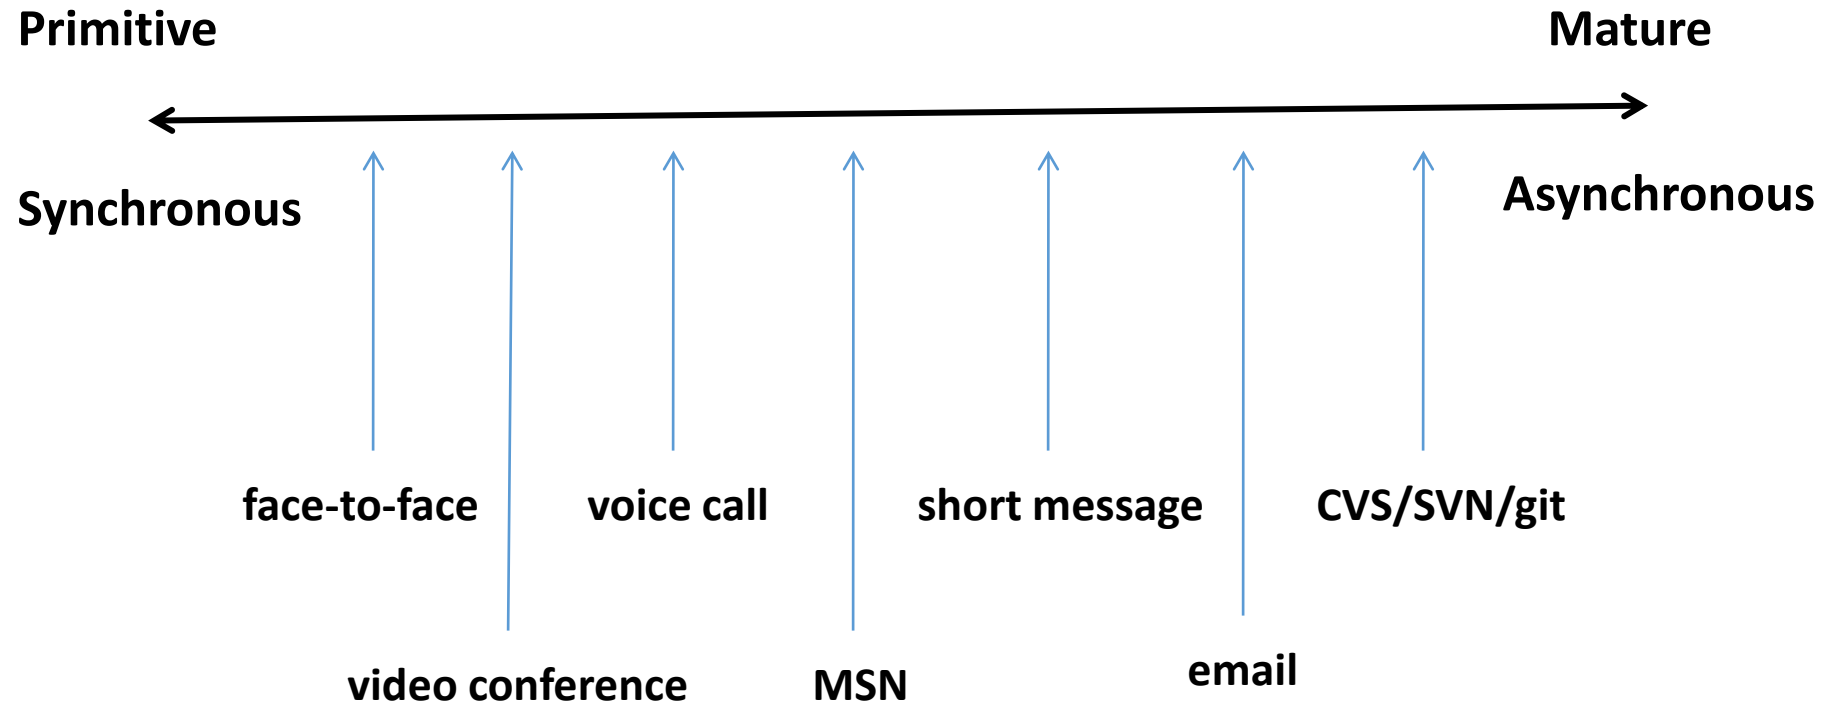 Primitive
Mature
Synchronous
Asynchronous
face-to-face
voice call
short message
CVS/SVN/git
video conference
MSN
email